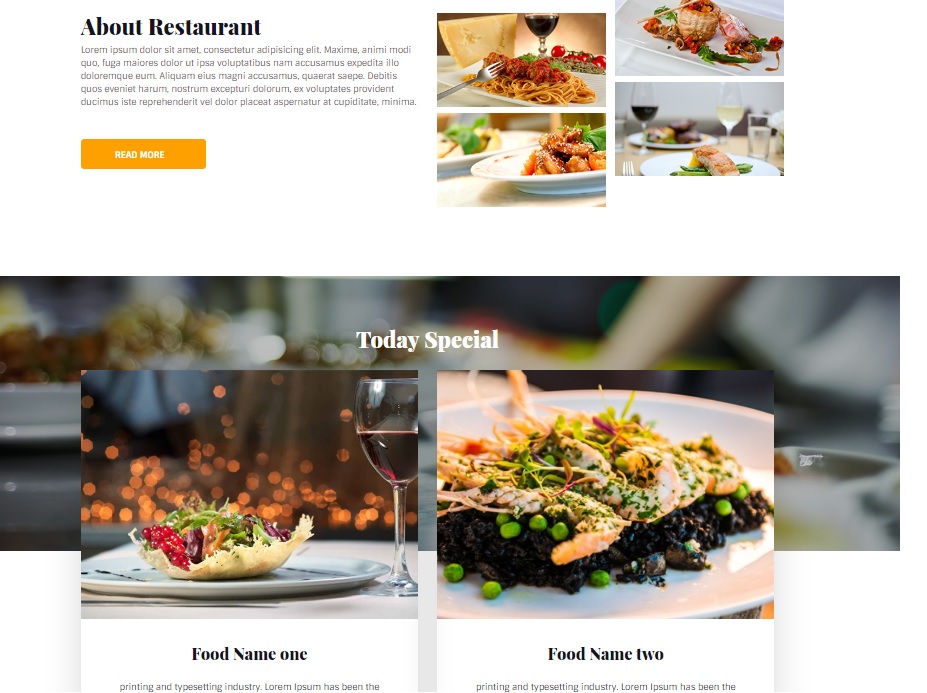 About Restaurant
Lorem ipsum dolor sit amet, consectetur adipisicing elit. Maxime, animi modi
quo, fuga maiores dolor ut ipsa voluptatibus nam accusamus expedita illo
doloremque eum. Aliquam eius magni accusamus, quaerat saepe. Debitis
quos eveniet harum, nostrum excepturi dolorum, ex voluptates provident
ducimus iste reprehenderit vel dolor placeat aspernatur at cupiditate, minima.
READ MORE
Today Special
Food Name one
printing and typesetting industry. Lorem Ipsum has been the
Food Name two
printing and typesetting industry. Lorem Ipsum has been the